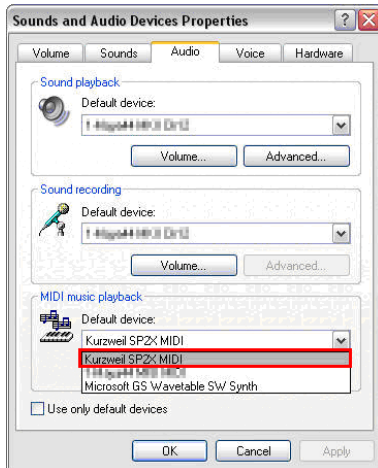 Sounds and Audio Devices Properties
Volume
Sounds
Audio
Voice
Hardware
Sound playback
Default device:
Volume...
Advanced...
Sound recording
Default device:
Volume...
Advanced...
MIDI music playback
Default device:
Kurzweil SP2X MIDI
Kurzweil SP2X MIDI
Microsoft GS Wavetable SW Synth
Use only default devices
OK
Cancel
Apply